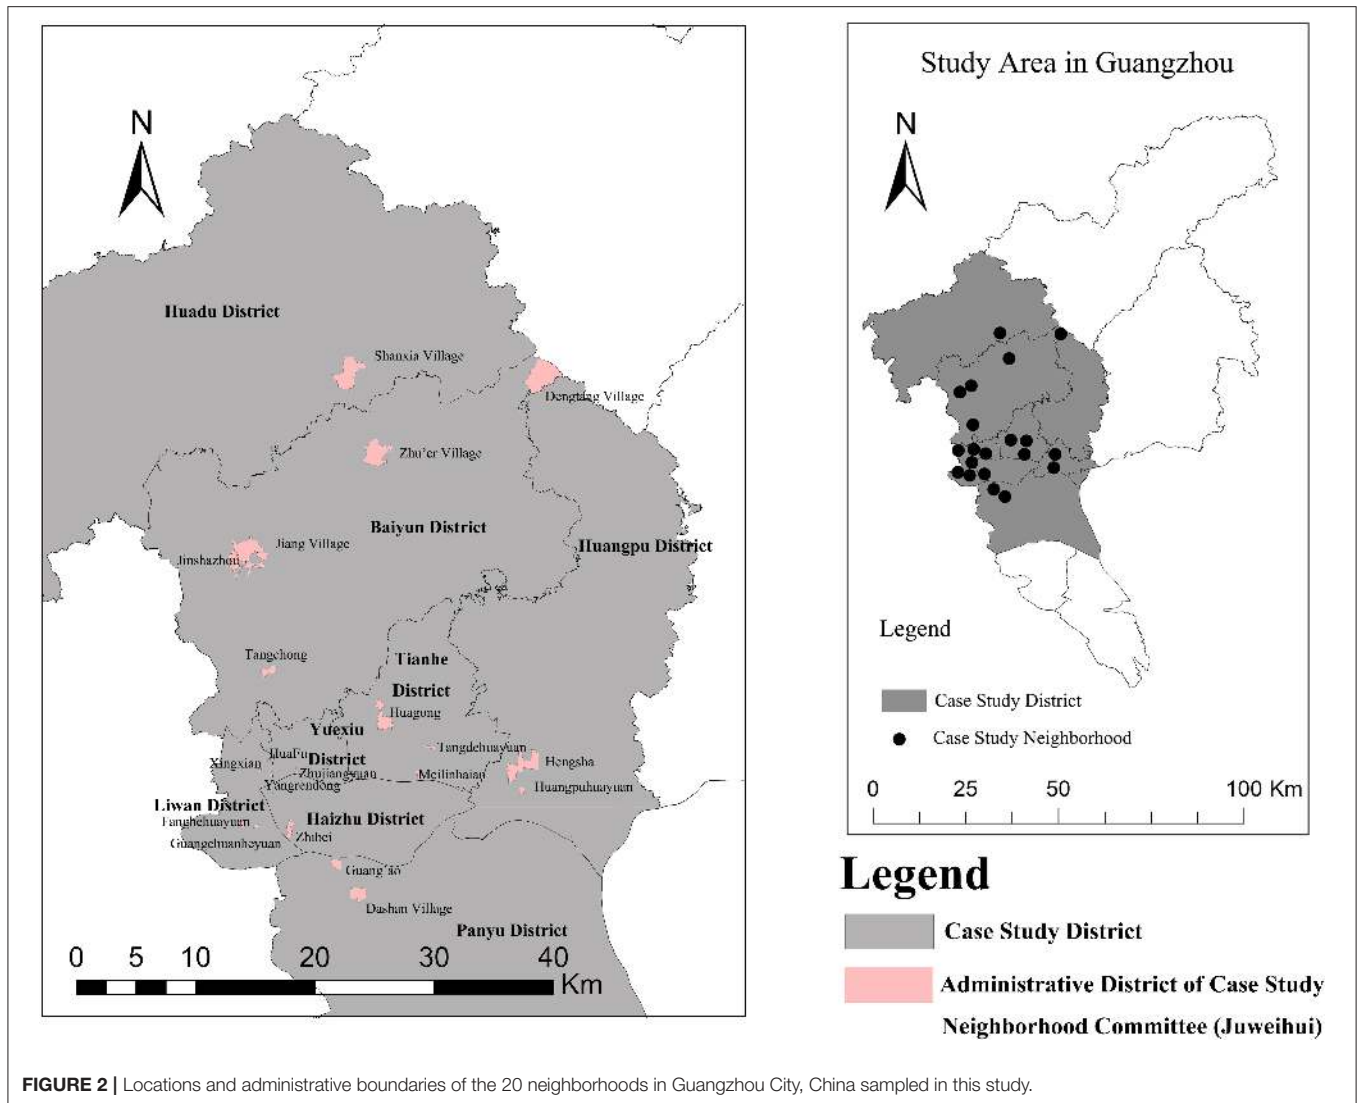 N
Huadu District
Shanxia Village
Dengtang Village
Zhu'er Village
Baiyun District
Huangpu District
Jiang Village
Jinshazhou
Tangchong
Tianhe
District
Huagong
Yuexiu
District
Tangdehuayuan
HuaFu
Xingxian
Zhujiangyuan
Meilinhaian
Hengsha
Yangrendong
Huangpuhuayuan
Liwan District
Haizhu District
Fanghehuayuan
Zhibei
Guangchuanheyuan
Guang'ao
Dashan Village
Panyu District
0 5 10 20 30 40
Km
Study Area in Guangzhou
N
Legend
Case Study District
Case Study Neighborhood
0 25 50 100 Km
Legend
Case Study District
Administrative District of Case Study
Neighborhood Committee (Juweihui)
FIGURE 2 | Locations and administrative boundaries of the 20 neighborhoods in Guangzhou City, China sampled in this study.